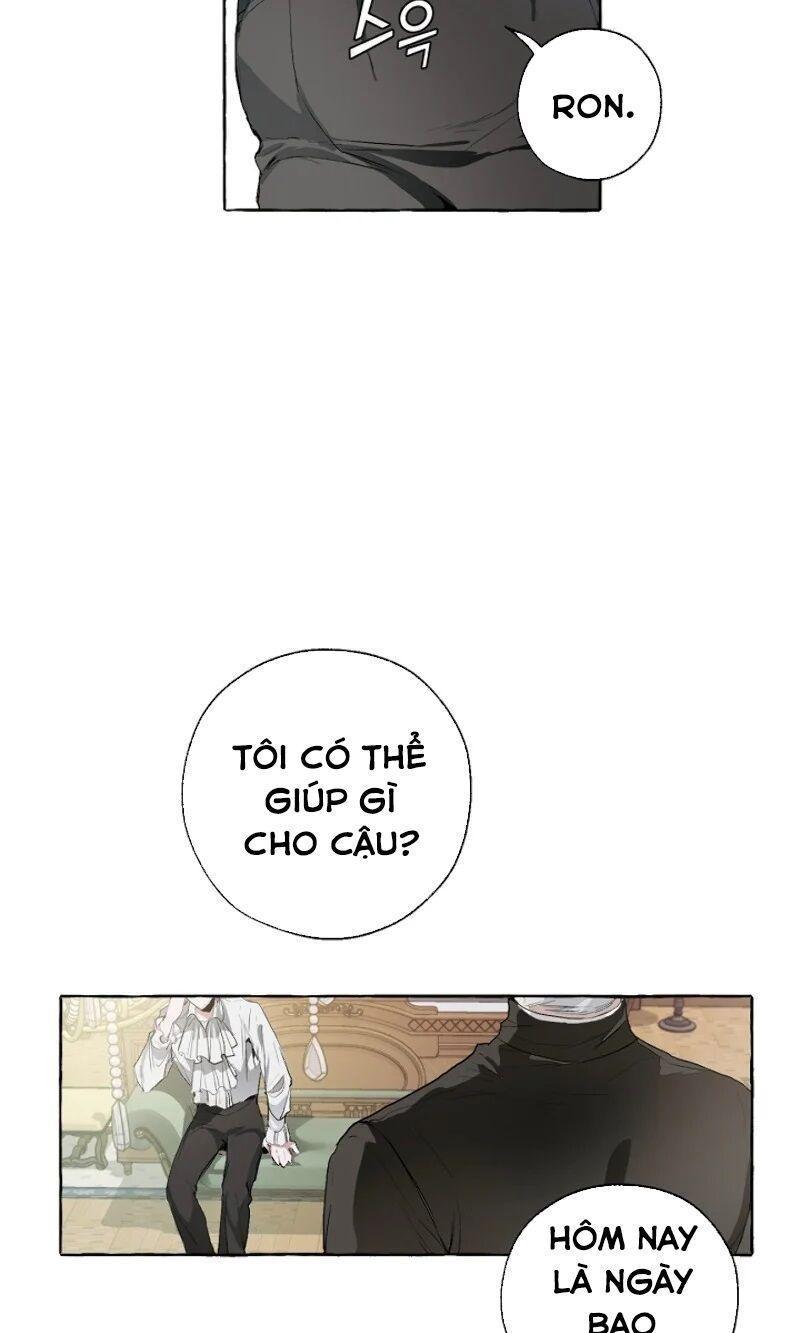 스윽
RON.
TÔI CÓ THỂ
GIÚP GÌ
CHO CẬU?
HÔM NAY
LÀ NGÀY
BAO